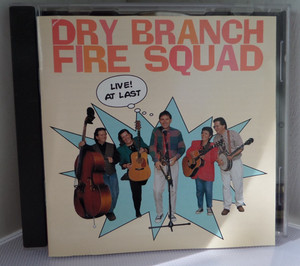 DRY BRANCH
FIRE SQUAD
LIVE!
AT LAST